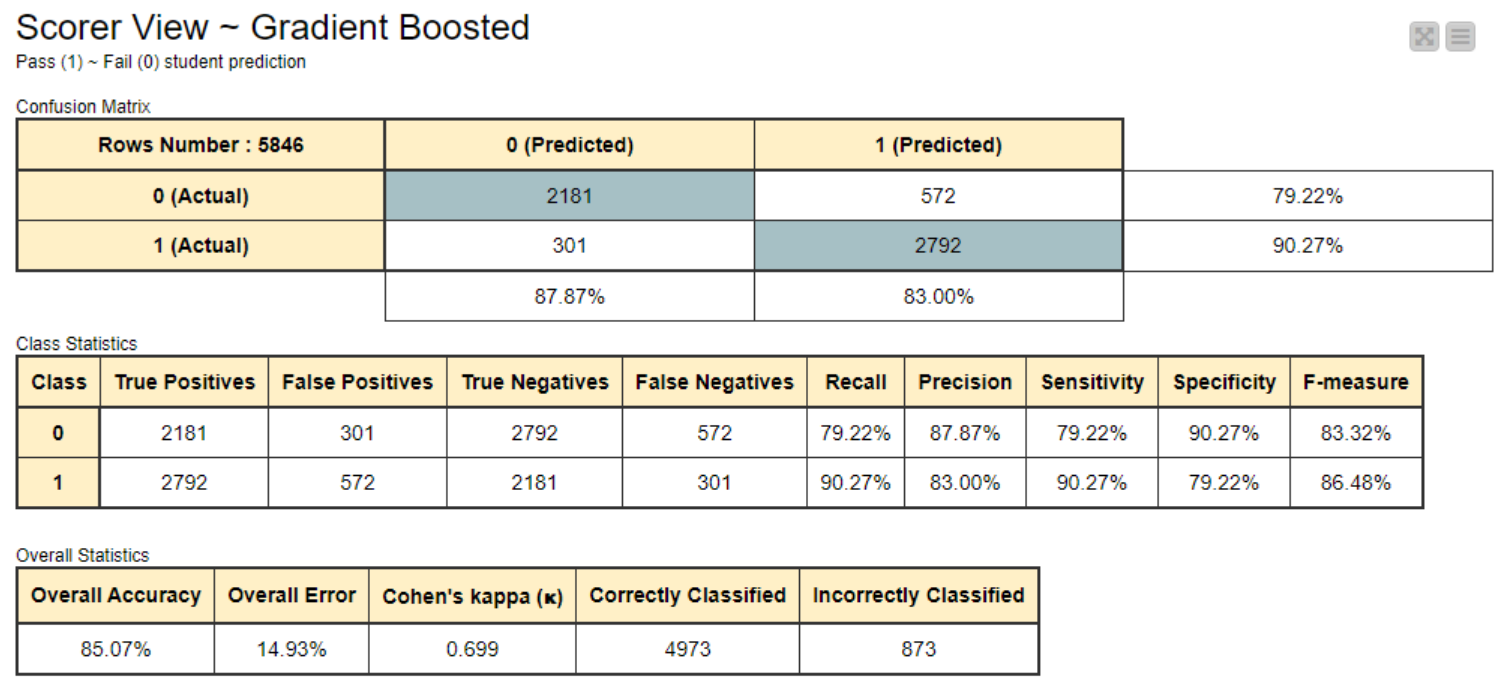 Scorer View ~ Gradient Boosted
Pass (1) ~ Fail (0) student prediction
Confusion Matrix
Rows Number : 5846 0 (Predicted) 1 (Predicted)
0 (Actual) 2181 572 79.22%
1 (Actual) 301 2792 90.27%
87.87% 83.00%
Class Statistics
Class True Positives False Positives True Negatives False Negatives Recall Precision Sensitivity Specificity F-measure
0 2181 301 2792 572 79.22% 87.87% 79.22% 90.27% 83.32%
1 2792 572 2181 301 90.27% 83.00% 90.27% 79.22% 86.48%
Overall Statistics
Overall Accuracy Overall Error Cohen's kappa (κ) Correctly Classified Incorrectly Classified
85.07% 14.93% 0.699 4973 873